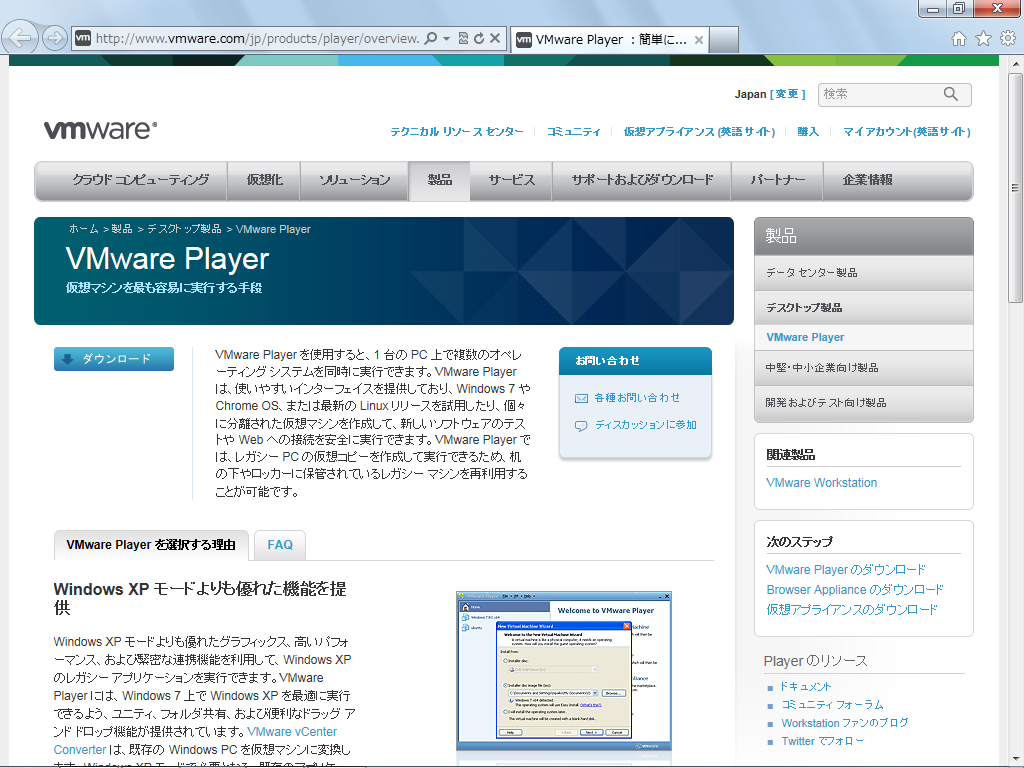 http://www.vmware.com/jp/products/player/overview.
VMware Player ：簡単に...
Japan [ 変更 ]
検索
vmware®
テクニカル リソース センター
コミュニティ
仮想アプライアンス (英語サイト)
購入
マイ アカウント(英語サイト)
クラウド コンピューティング
仮想化
ソリューション
製品
サービス
サポートおよびダウンロード
パートナー
企業情報
ホーム > 製品 > デスクトップ製品 > VMware Player
VMware Player
仮想マシンを最も容易に実行する手段
ダウンロード
VMware Player を使用すると、1 台の PC 上で複数のオペレ
ーティング システムを同時に実行できます。VMware Player
は、使いやすいインターフェイスを提供しており、Windows 7 や
Chrome OS、または最新の Linux リリースを試用したり、個々
に分離された仮想マシンを作成して、新しいソフトウェアのテス
トや Web への接続を安全に実行できます。VMware Player で
は、レガシー PC の仮想コピーを作成して実行できるため、机
の下やロッカーに保管されているレガシー マシンを再利用する
ことが可能です。
お問い合わせ
各種お問い合わせ
ディスカッションに参加
VMware Player を選択する理由
FAQ
Windows XP モードよりも優れた機能を提
供
Windows XP モードよりも優れたグラフィックス、高いパフォ
ーマンス、および緊密な連携機能を利用して、Windows XP
のレガシー アプリケーションを実行できます。VMware
Player には、Windows 7 上で Windows XP を最適に実行
できるよう、ユニティ、フォルダ共有、および便利なドラッグ ア
ンド ドロップ機能が提供されています。VMware vCenter
Converter は、既存の Windows PC を仮想マシンに変換し
Welcome to VMware Player
New Virtual Machine Wizard
Welcome to the New Virtual Machine Wizard
Install from:
Installer disc:
Installer disc image file (iso):
Browse...
Windows 7 x64 detected.
I will install the operating system later.
The virtual machine will be created with a blank hard disk.
Help
< Back
Next >
Cancel
製品
データ センター製品
デスクトップ製品
VMware Player
中堅・中小企業向け製品
開発およびテスト向け製品
関連製品
VMware Workstation
次のステップ
VMware Player のダウンロード
Browser Appliance のダウンロード
仮想アプライアンスのダウンロード
Player のリソース
ドキュメント
コミュニティ フォーラム
Workstation ファンのブログ
Twitter でフォロー